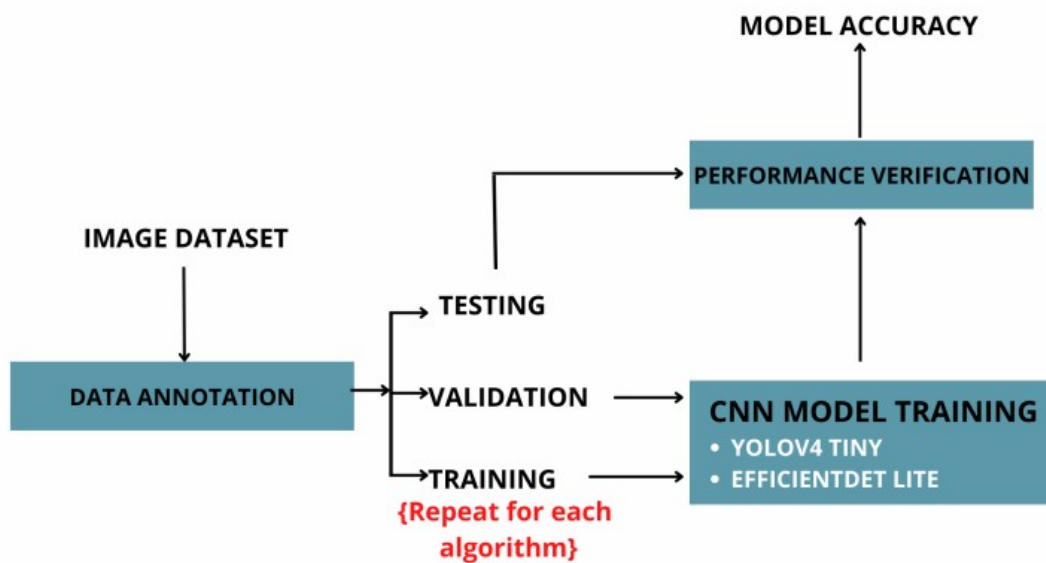 MODEL ACCURACY
PERFORMANCE VERIFICATION
IMAGE DATASET
TESTING
DATA ANNOTATION
VALIDATION
CNN MODEL TRAINING
• YOLOV4 TINY
• EFFICIENTDET LITE
TRAINING
{Repeat for each
algorithm}